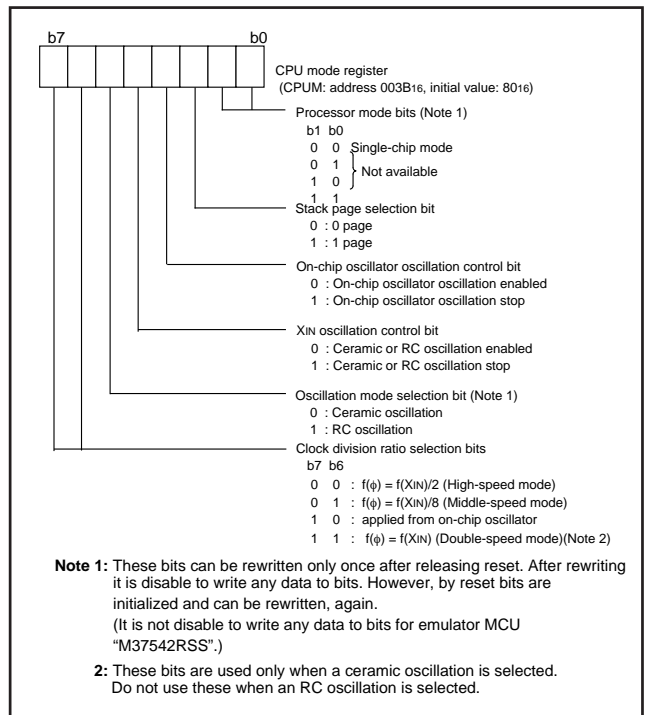 b7 b0
CPU mode register
(CPUM: address 003B16, initial value: 8016)
Processor mode bits (Note 1)
b1 b0
0 0 Single-chip mode
0 1
Not available
1 0
1 1
Stack page selection bit
0 : 0 page
1 : 1 page
On-chip oscillator oscillation control bit
0 : On-chip oscillator oscillation enabled
1 : On-chip oscillator oscillation stop
XIN oscillation control bit
0 : Ceramic or RC oscillation enabled
1 : Ceramic or RC oscillation stop
Oscillation mode selection bit (Note 1)
0 : Ceramic oscillation
1 : RC oscillation
Clock division ratio selection bits
b7 b6
0 0 : f(φ) = f(XIN)/2 (High-speed mode)
0 1 : f(φ) = f(XIN)/8 (Middle-speed mode)
1 0 : applied from on-chip oscillator
1 1 : f(φ) = f(XIN) (Double-speed mode)(Note 2)
Note 1: These bits can be rewritten only once after releasing reset. After rewriting
it is disable to write any data to bits. However, by reset bits are
initialized and can be rewritten, again.
(It is not disable to write any data to bits for emulator MCU
“M37542RSS”.)
2: These bits are used only when a ceramic oscillation is selected.
Do not use these when an RC oscillation is selected.